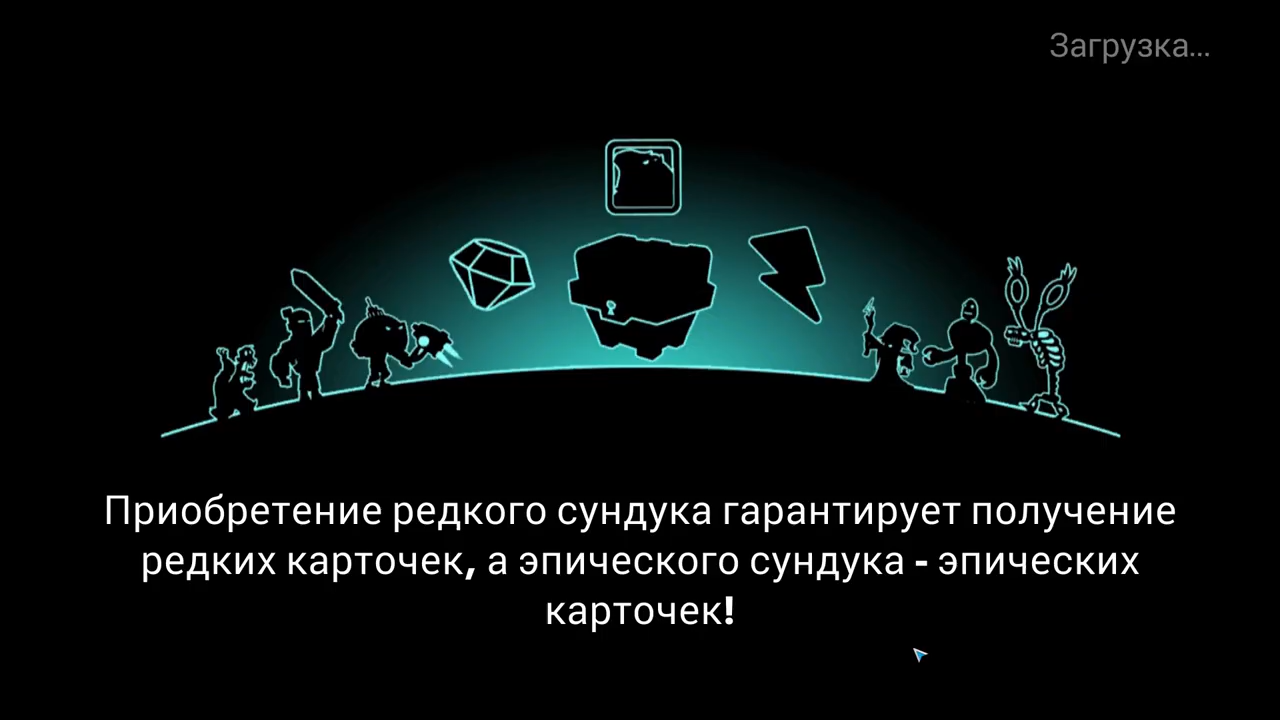 Загрузка...
Приобретение редкого сундука гарантирует получение
редких карточек, а эпического сундука - эпических
карточек!